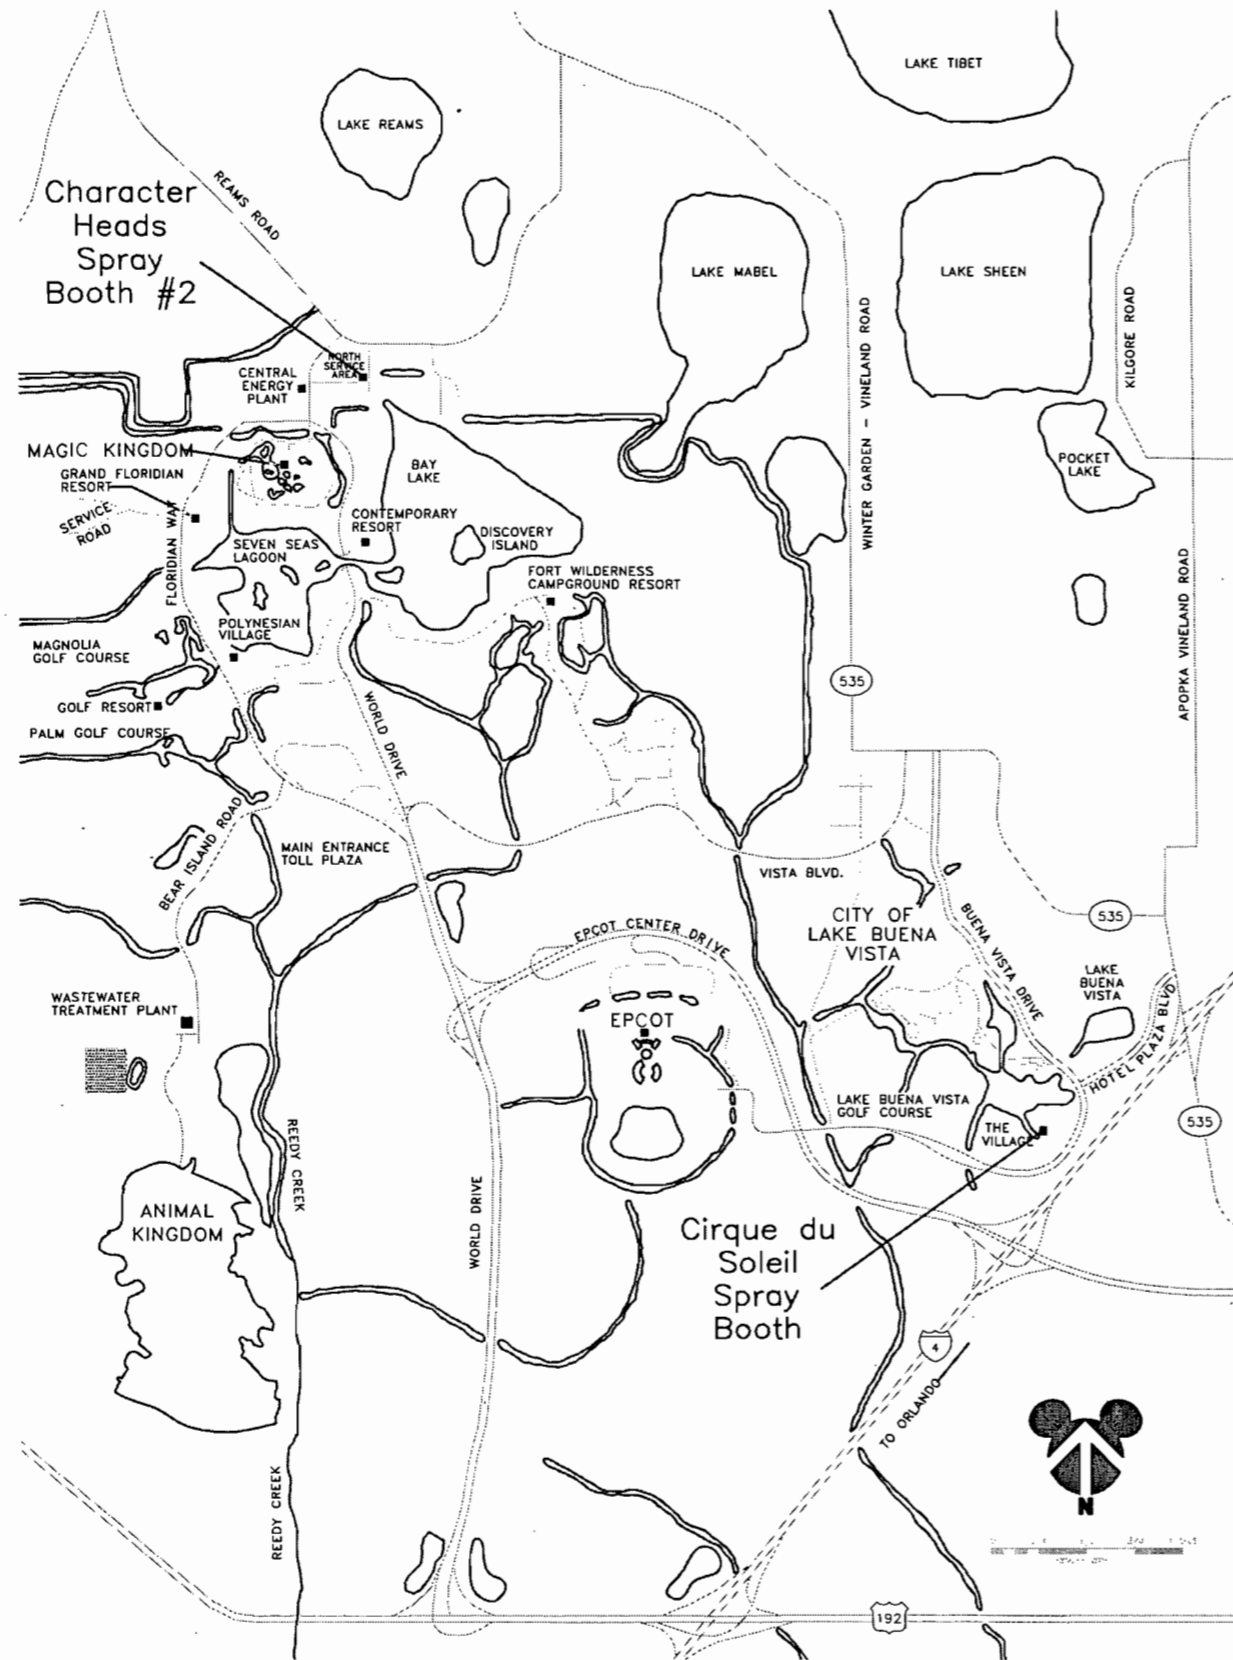 LAKE TIBET
LAKE REAMS
REAMS ROAD
Character
Heads
Spray
Booth #2
LAKE MABEL
LAKE SHEEN
KILGORE ROAD
WINTER GARDEN - VINELAND ROAD
NORTH
SERVICE
AREA
CENTRAL
ENERGY
PLANT
MAGIC KINGDOM
GRAND FLORIDIAN
RESORT
SERVICE
ROAD
FLORIDIAN WAY
BAY
LAKE
POCKET
LAKE
CONTEMPORARY
RESORT
DISCOVERY
ISLAND
SEVEN SEAS
LAGOON
FORT WILDERNESS
CAMPGROUND RESORT
APOPKA VINELAND ROAD
POLYNESIAN
VILLAGE
MAGNOLIA
GOLF COURSE
535
GOLF RESORT
PALM GOLF COURSE
WORLD DRIVE
BEAR ISLAND ROAD
MAIN ENTRANCE
TOLL PLAZA
VISTA BLVD.
EPCOT CENTER DRIVE
CITY OF
LAKE BUENA
VISTA
BUENA VISTA DRIVE
535
LAKE
BUENA
VISTA
HOTEL PLAZA BLVD.
WASTEWATER
TREATMENT PLANT
EPCOT
LAKE BUENA VISTA
GOLF COURSE
THE
VILLAGE
535
REEDY CREEK
WORLD DRIVE
ANIMAL
KINGDOM
Cirque du
Soleil
Spray
Booth
4
TO ORLANDO
N
REEDY CREEK
192